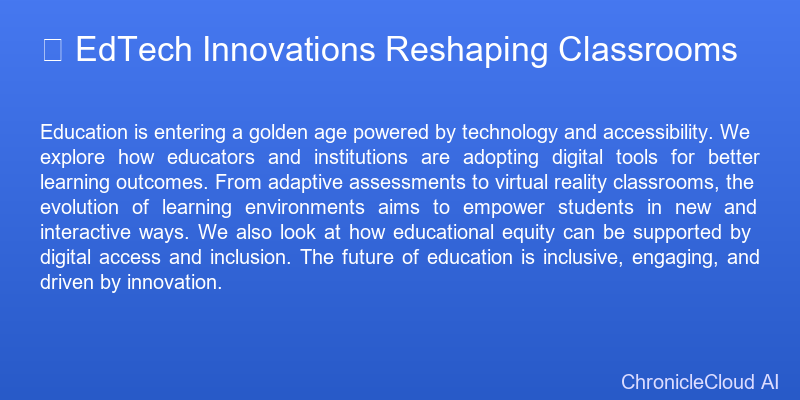 EdTech Innovations Reshaping Classrooms
Education is entering a golden age powered by technology and accessibility. We
explore how educators and institutions are adopting digital tools for better
learning outcomes. From adaptive assessments to virtual reality classrooms, the
evolution of learning environments aims to empower students in new and
interactive ways. We also look at how educational equity can be supported by
digital access and inclusion. The future of education is inclusive, engaging, and
driven by innovation.
ChronicleCloud AI